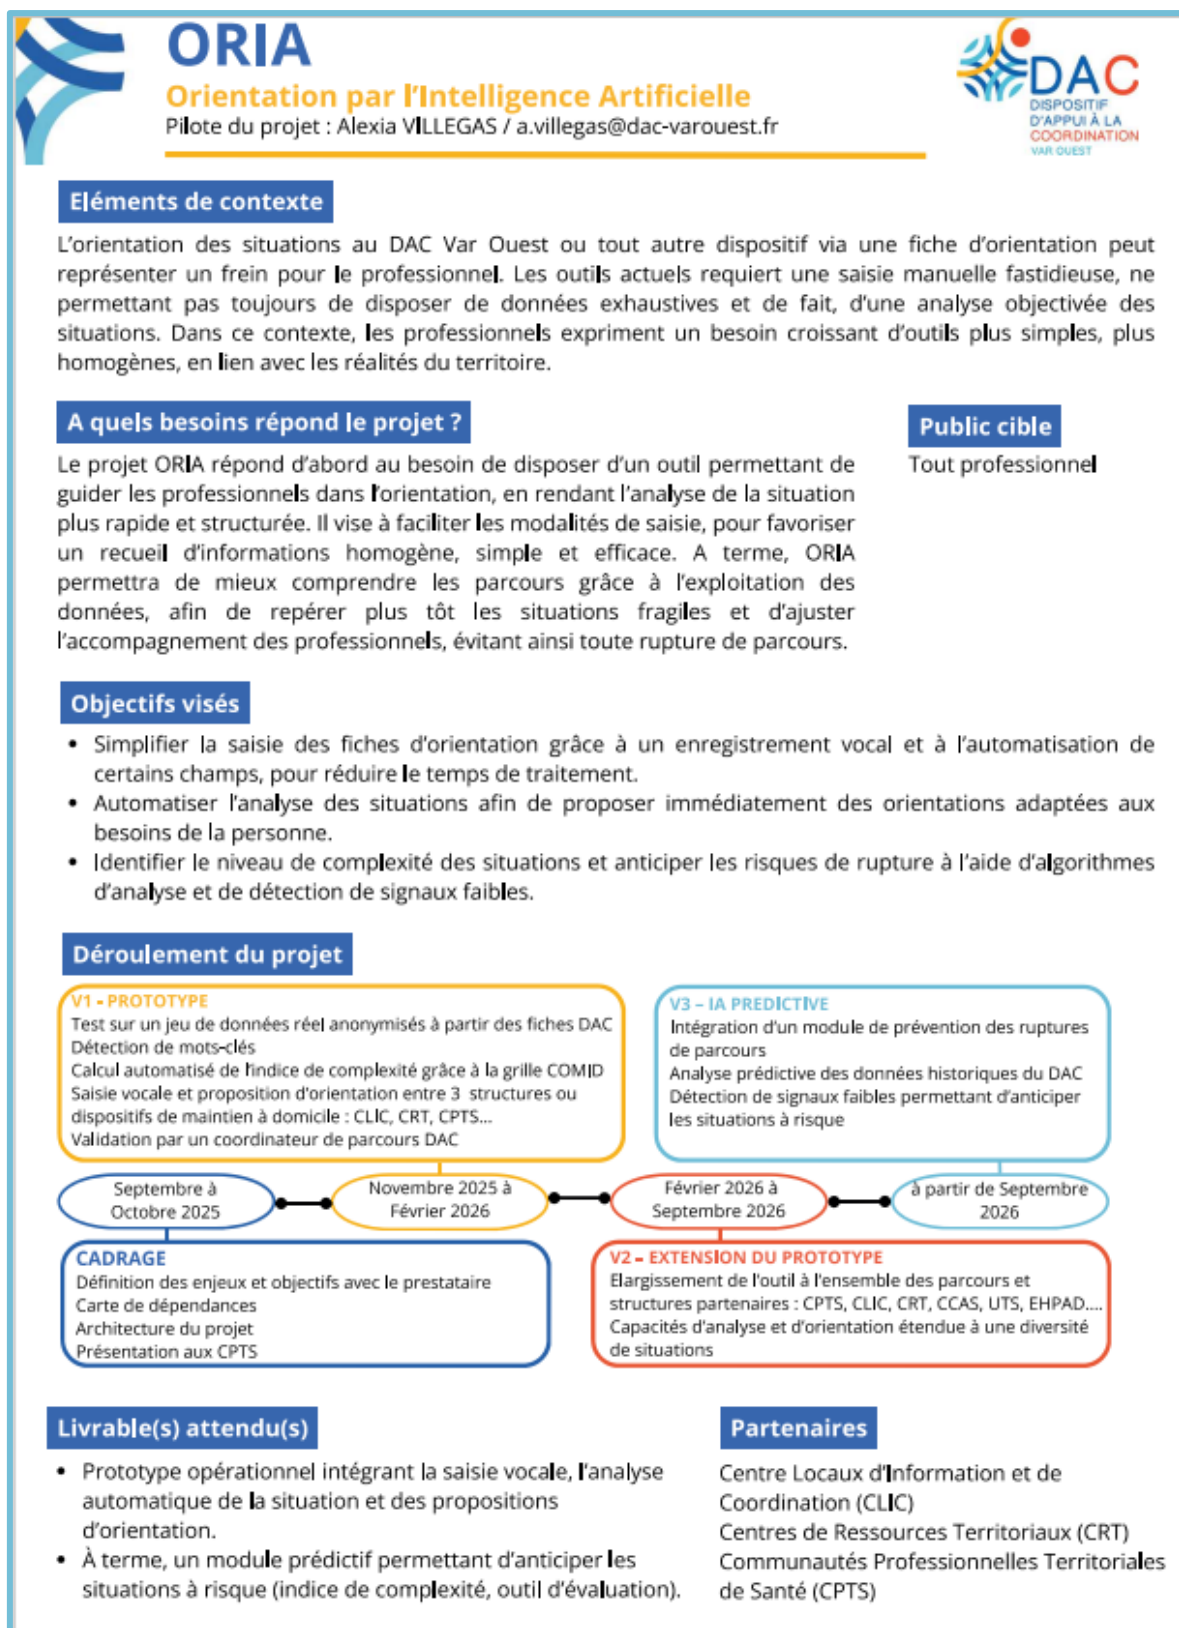 ORIA
Orientation par l'Intelligence Artificielle
Pilote du projet : Alexia VILLEGAS / a.villegas@dac-varouest.fr
DAC
DISPOSITIF
D'APPUI À LA
COORDINATION
VAR OUEST
Eléments de contexte
L'orientation des situations au DAC Var Ouest ou tout autre dispositif via une fiche d'orientation peut
représenter un frein pour le professionnel. Les outils actuels requiert une saisie manuelle fastidieuse, ne
permettant pas toujours de disposer de données exhaustives et de fait, d'une analyse objectivée des
situations. Dans ce contexte, les professionnels expriment un besoin croissant d'outils plus simples, plus
homogènes, en lien avec les réalités du territoire.
A quels besoins répond le projet ?
Le projet ORIA répond d'abord au besoin de disposer d'un outil permettant de
guider les professionnels dans l'orientation, en rendant l'analyse de la situation
plus rapide et structurée. Il vise à faciliter les modalités de saisie, pour favoriser
un recueil d'informations homogène, simple et efficace. A terme, ORIA
permettra de mieux comprendre les parcours grâce à l'exploitation des
données, afin de repérer plus tôt les situations fragiles et d'ajuster
l'accompagnement des professionnels, évitant ainsi toute rupture de parcours.
Public cible
Tout professionnel
Objectifs visés
• Simplifier la saisie des fiches d'orientation grâce à un enregistrement vocal et à l'automatisation de
certains champs, pour réduire le temps de traitement.
• Automatiser l'analyse des situations afin de proposer immédiatement des orientations adaptées aux
besoins de la personne.
• Identifier le niveau de complexité des situations et anticiper les risques de rupture à l'aide d'algorithmes
d'analyse et de détection de signaux faibles.
Déroulement du projet
V1 - PROTOTYPE
Test sur un jeu de données réel anonymisés à partir des fiches DAC
Détection de mots-clés
Calcul automatisé de l'indice de complexité grâce à la grille COMID
Saisie vocale et proposition d'orientation entre 3 structures ou
dispositifs de maintien à domicile : CLIC, CRT, CPTS...
Validation par un coordinateur de parcours DAC
V3 – IA PREDICTIVE
Intégration d'un module de prévention des ruptures
de parcours
Analyse prédictive des données historiques du DAC
Détection de signaux faibles permettant d'anticiper
les situations à risque
Septembre à
Octobre 2025
Novembre 2025 à
Février 2026
Février 2026 à
Septembre 2026
à partir de Septembre
2026
CADRAGE
Définition des enjeux et objectifs avec le prestataire
Carte de dépendances
Architecture du projet
Présentation aux CPTS
V2 – EXTENSION DU PROTOTYPE
Elargissement de l'outil à l'ensemble des parcours et
structures partenaires : CPTS, CLIC, CRT, CCAS, UTS, EHPAD....
Capacités d'analyse et d'orientation étendue à une diversité
de situations
Livrable(s) attendu(s)
• Prototype opérationnel intégrant la saisie vocale, l'analyse
automatique de la situation et des propositions
d'orientation.
• À terme, un module prédictif permettant d'anticiper les
situations à risque (indice de complexité, outil d'évaluation).
Partenaires
Centre Locaux d'Information et de
Coordination (CLIC)
Centres de Ressources Territoriaux (CRT)
Communautés Professionnelles Territoriales
de Santé (CPTS)